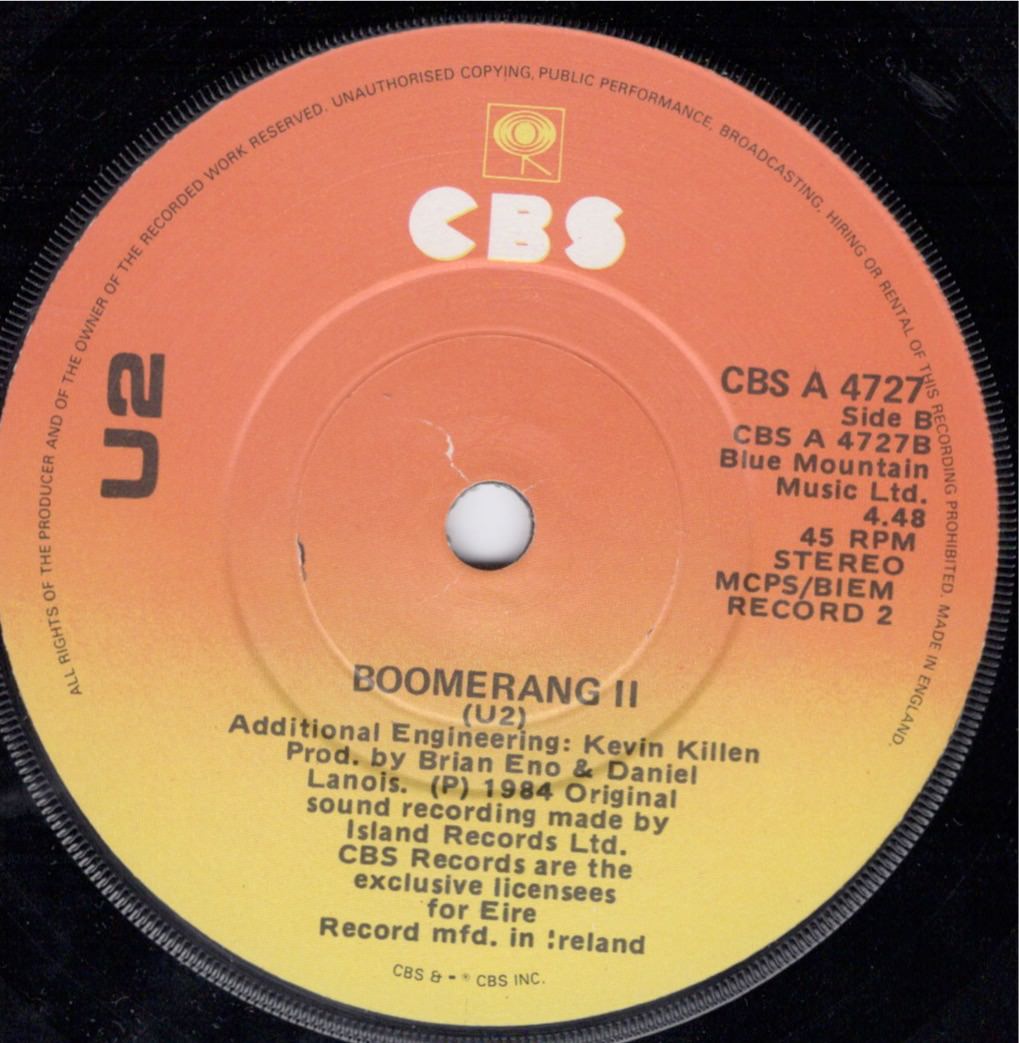 ALL RIGHTS OF THE PRODUCER AND OF THE OWNER OF THE RECORDED WORK RESERVED. UNAUTHORISED COPYING, PUBLIC PERFORMANCE, BROADCASTING, HIRING OR RENTAL OF THIS RECORDING PROHIBITED. MADE IN ENGLAND.
CBS
U2
CBS A 4727
Side B
CBS A 4727B
Blue Mountain
Music Ltd.
4.48
45 RPM
STEREO
MCPS/BIEM
RECORD 2
BOOMERANG II
(U2)
Additional Engineering: Kevin Killen
Prod. by Brian Eno & Daniel
Lanois. (P) 1984 Original
sound recording made by
Island Records Ltd.
CBS Records are the
exclusive licensees
for Eire
Record mfd. in Ireland
CBS & - ® CBS INC.